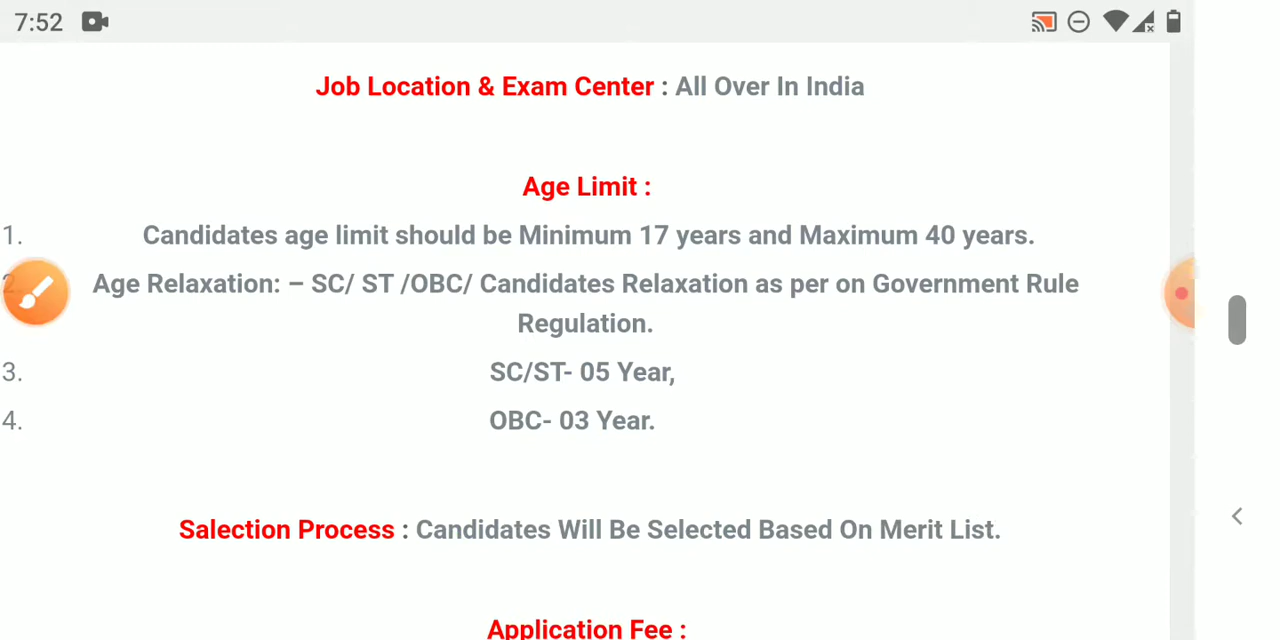 7:52
Job Location & Exam Center : All Over In India
Age Limit :
1. Candidates age limit should be Minimum 17 years and Maximum 40 years.
2. Age Relaxation: – SC/ ST /OBC/ Candidates Relaxation as per on Government Rule
Regulation.
3. SC/ST- 05 Year,
4. OBC- 03 Year.
Salection Process : Candidates Will Be Selected Based On Merit List.
Application Fee :